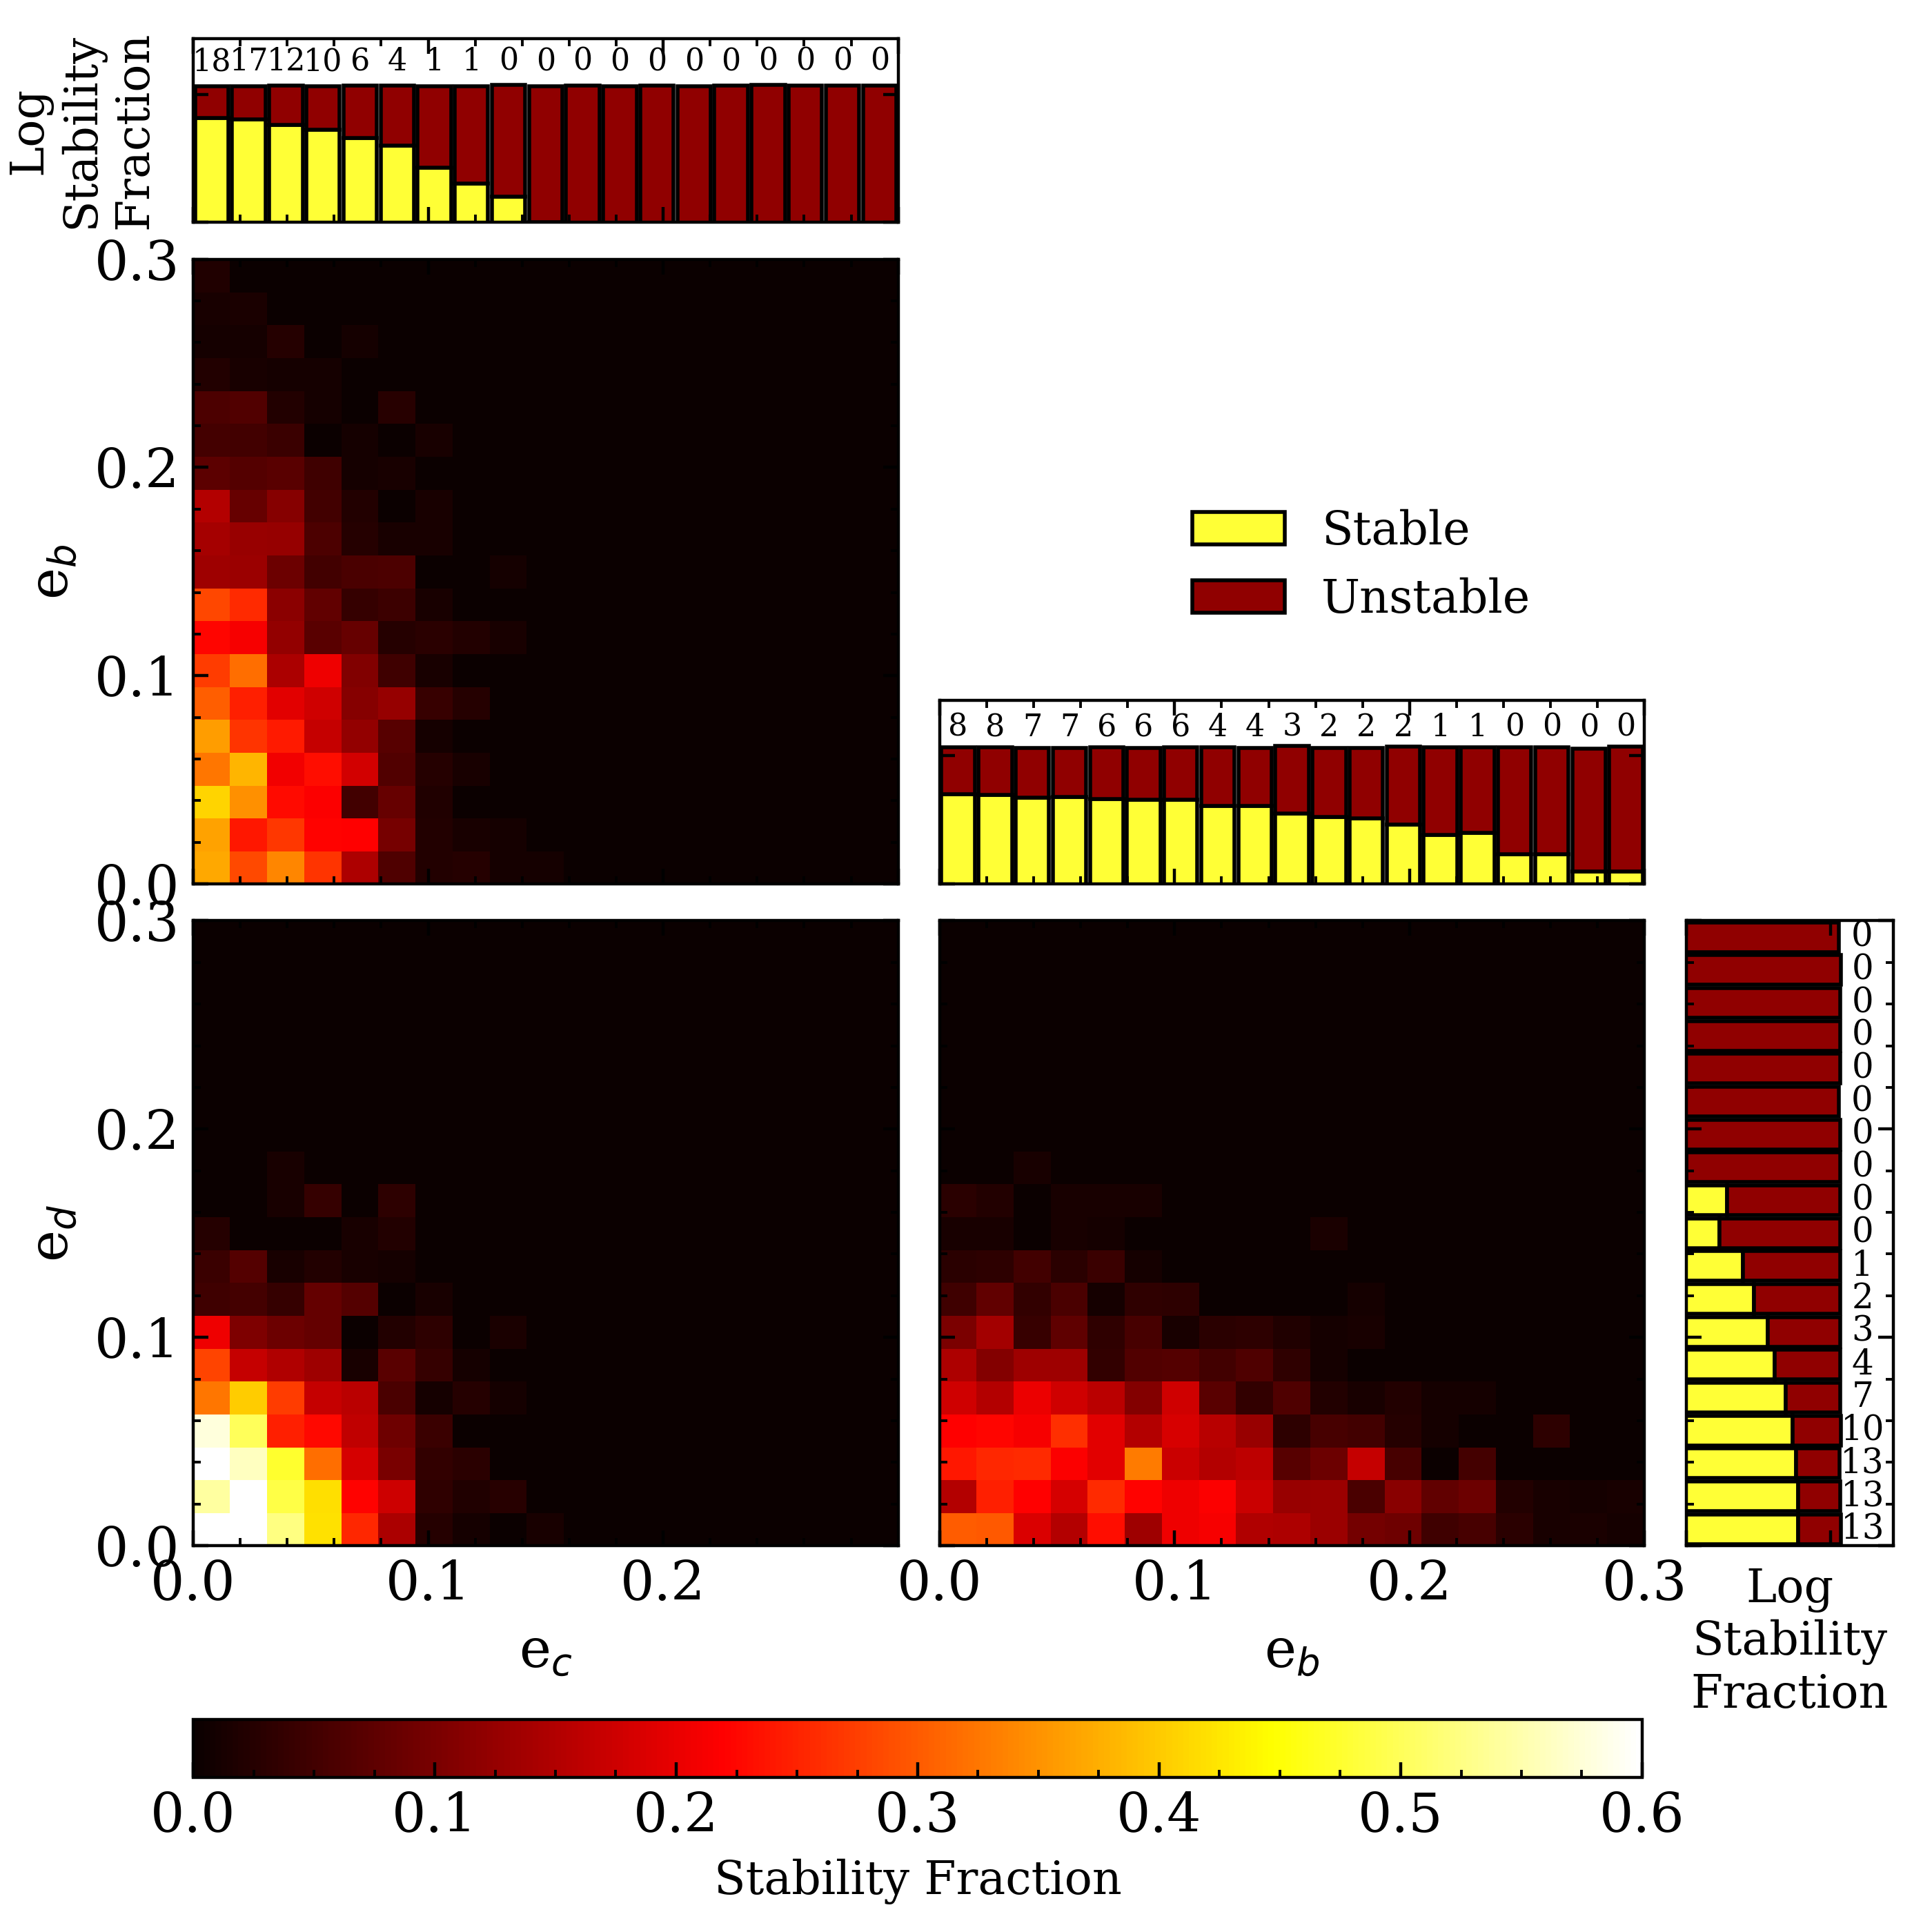 Log
Stability
Fraction
18 17 12 10 6 4 1 1 0 0 0 0 0 0 0 0 0 0 0
0.3
0.2
0.1
0.0
e_b
Stable
Unstable
8 8 7 7 6 6 6 4 4 3 2 2 2 1 1 0 0 0 0
0.3
0.2
0.1
0.0
e_d
0
0
0
0
0
0
0
0
0
0
1
2
3
4
7
10
13
13
13
0.0 0.1 0.2
e_c
0.0 0.1 0.2 0.3
e_b
Log
Stability
Fraction
0.0 0.1 0.2 0.3 0.4 0.5 0.6
Stability Fraction